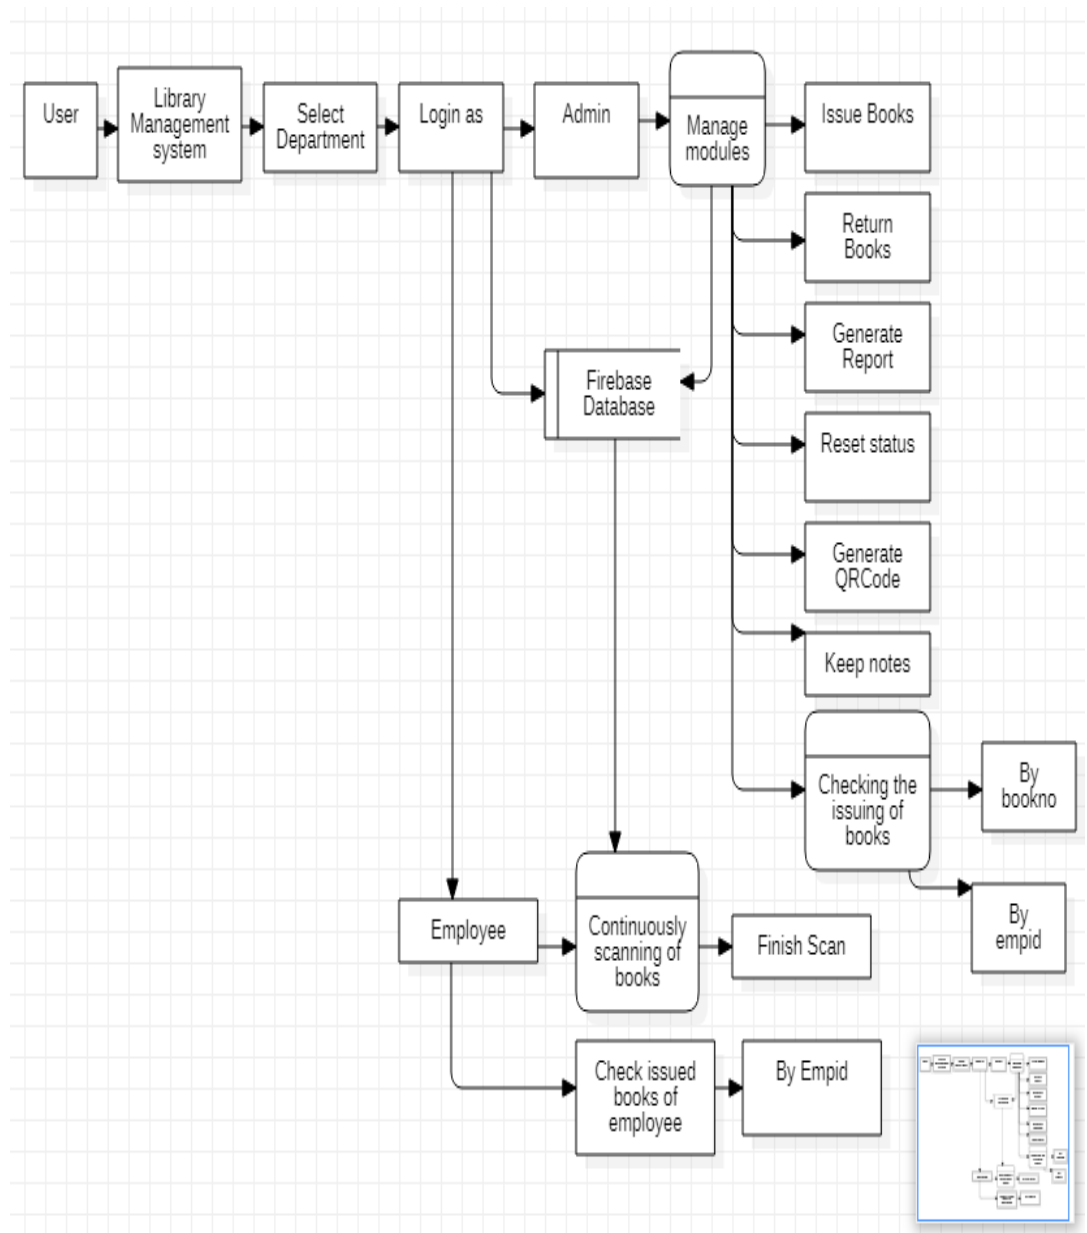 User
Library
Management
system
Select
Department
Login as
Admin
Manage
modules
Issue Books
Return
Books
Generate
Report
Firebase
Database
Reset status
Generate
QRCode
Keep notes
Checking the
issuing of
books
By
bookno
By
empid
Employee
Continuously
scanning of
books
Finish Scan
Check issued
books of
employee
By Empid